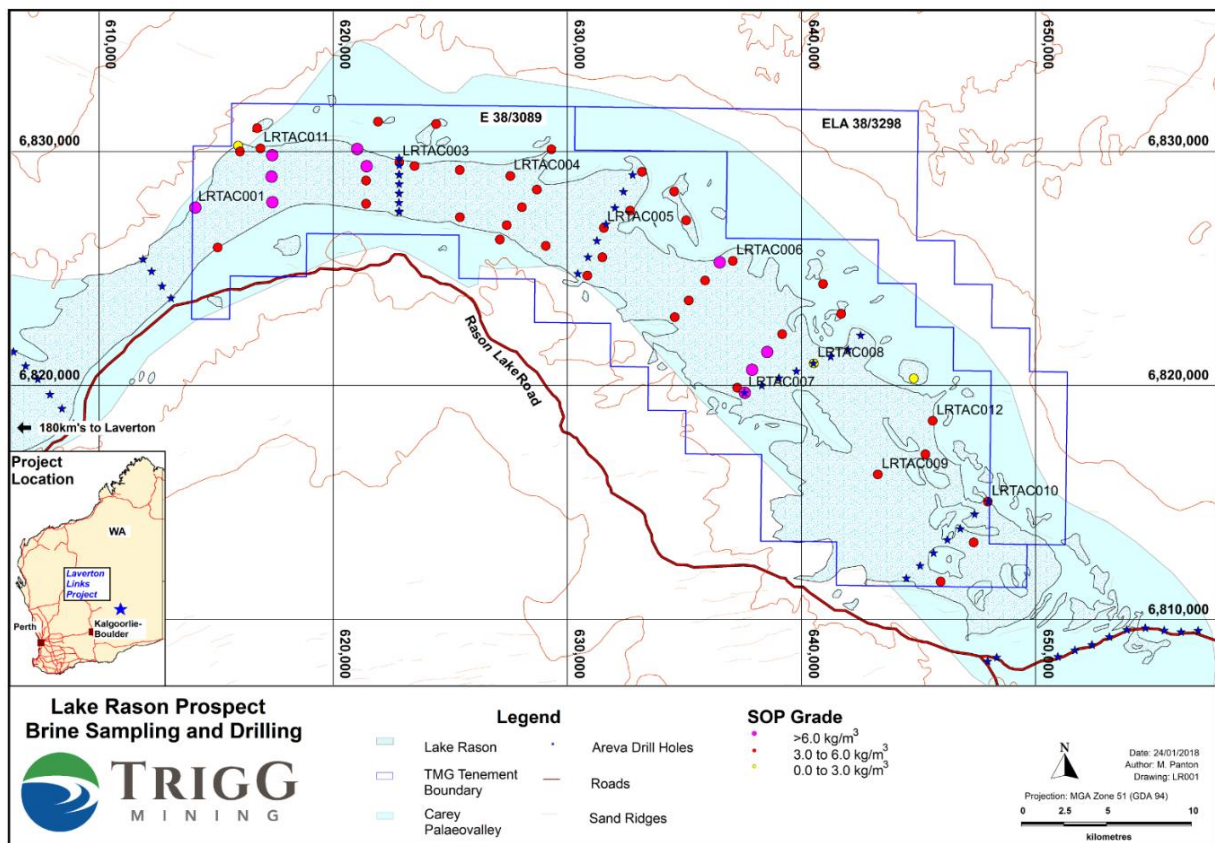 610,000
620,000
630,000
640,000
650,000
E 38/3089
ELA 38/3298
6,830,000
6,830,000
LRTAC011
LRTAC003
LRTAC004
LRTAC001
LRTAC005
LRTAC006
LRTAC008
LRTAC007
6,820,000
6,820,000
Rason Lake Road
LRTAC012
LRTAC009
LRTAC010
180km's to Laverton
Project
Location
WA
Laverton
Links
Project
Perth
Kalgoorlie-
Boulder
6,810,000
620,000
630,000
640,000
650,000
Lake Rason Prospect
Brine Sampling and Drilling
TRIGG
MINING
Legend
Lake Rason
TMG Tenement
Boundary
Carey
Palaeovalley
Areva Drill Holes
Roads
Sand Ridges
SOP Grade
>6.0 kg/m³
3.0 to 6.0 kg/m³
0.0 to 3.0 kg/m³
N
Date: 24/01/2018
Author: M. Panton
Drawing: LR001
Projection: MGA Zone 51 (GDA 94)
0 2.5 5 10
kilometres